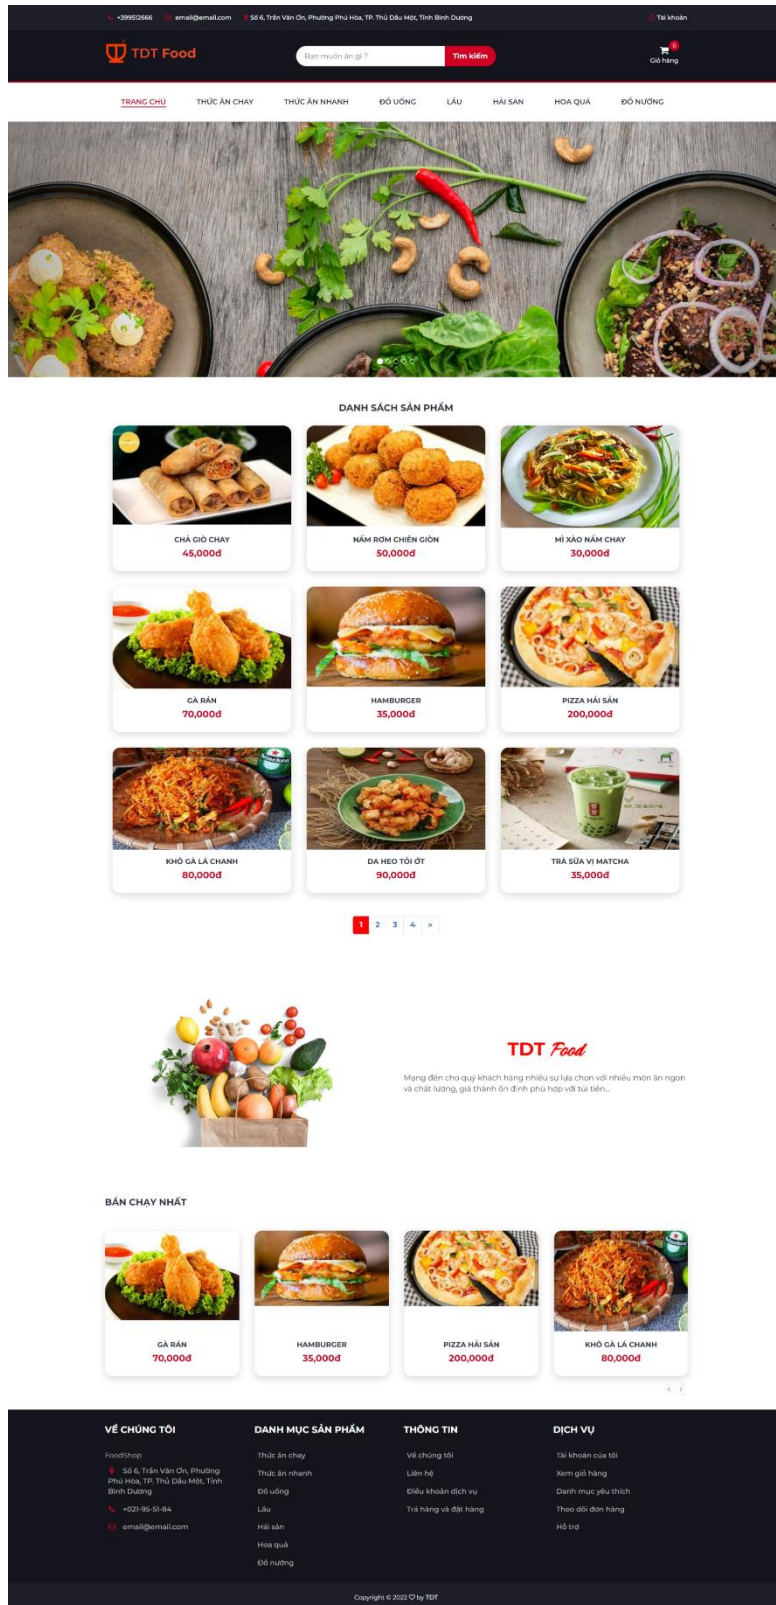 +399512666 email@email.com Số 6, Trần Văn Ơn, Phường Phú Hòa, TP. Thủ Dầu Một, Tỉnh Bình Dương Tài khoản
TDT Food Bạn muốn ăn gì ? Tìm kiếm 0
Giỏ hàng
TRANG CHỦ THỨC ĂN CHAY THỨC ĂN NHANH ĐỒ UỐNG LẨU HẢI SẢN HOA QUẢ ĐỒ NƯỚNG
DANH SÁCH SẢN PHẨM
CHẢ GIÒ CHAY NẤM RƠM CHIÊN GIÒN MÌ XÀO NẤM CHAY
45,000đ 50,000đ 30,000đ
GÀ RÁN HAMBURGER PIZZA HẢI SẢN
70,000đ 35,000đ 200,000đ
KHÔ GÀ LÁ CHANH DA HEO TỎI ỚT TRÀ SỮA VỊ MATCHA
80,000đ 90,000đ 35,000đ
1 2 3 4 »
TDT Food
Mang đến cho quý khách hàng nhiều sự lựa chọn với nhiều món ăn ngon
và chất lượng, giá thành ổn định phù hợp với túi tiền...
BÁN CHẠY NHẤT
GÀ RÁN HAMBURGER PIZZA HẢI SẢN KHÔ GÀ LÁ CHANH
70,000đ 35,000đ 200,000đ 80,000đ
VỀ CHÚNG TÔI
FoodShop
Số 6, Trần Văn Ơn, Phường
Phú Hòa, TP. Thủ Dầu Một, Tỉnh
Bình Dương
+021-95-51-84
email@email.com
DANH MỤC SẢN PHẨM
Thức ăn chay
Thức ăn nhanh
Đồ uống
Lẩu
Hải sản
Hoa quả
Đồ nướng
THÔNG TIN
Về chúng tôi
Liên hệ
Điều khoản dịch vụ
Trả hàng và đặt hàng
DỊCH VỤ
Tài khoản của tôi
Xem giỏ hàng
Danh mục yêu thích
Theo dõi đơn hàng
Hỗ trợ
Copyright © 2022 ♡ by TDT